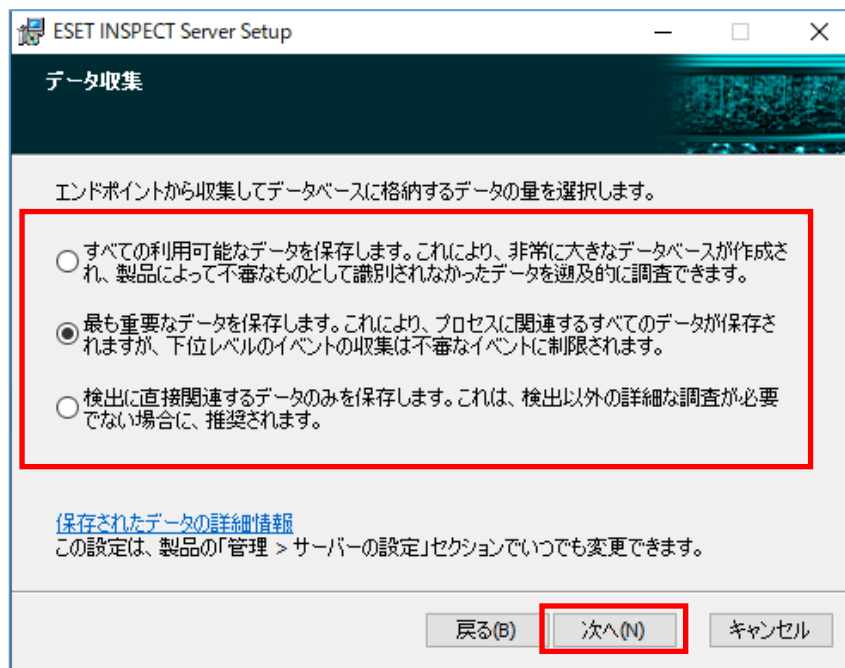 ESET INSPECT Server Setup
データ収集
エンドポイントから収集してデータベースに格納するデータの量を選択します。
すべての利用可能なデータを保存します。これにより、非常に大きなデータベースが作成さ
れ、製品によって不審なものとして識別されなかったデータを遡及的に調査できます。
最も重要なデータを保存します。これにより、プロセスに関連するすべてのデータが保存さ
れますが、下位レベルのイベントの収集は不審なイベントに制限されます。
検出に直接関連するデータのみを保存します。これは、検出以外の詳細な調査が必要
でない場合に、推奨されます。
保存されたデータの詳細情報
この設定は、製品の「管理 > サーバーの設定」セクションでいつでも変更できます。
戻る(B) 次へ(N) キャンセル